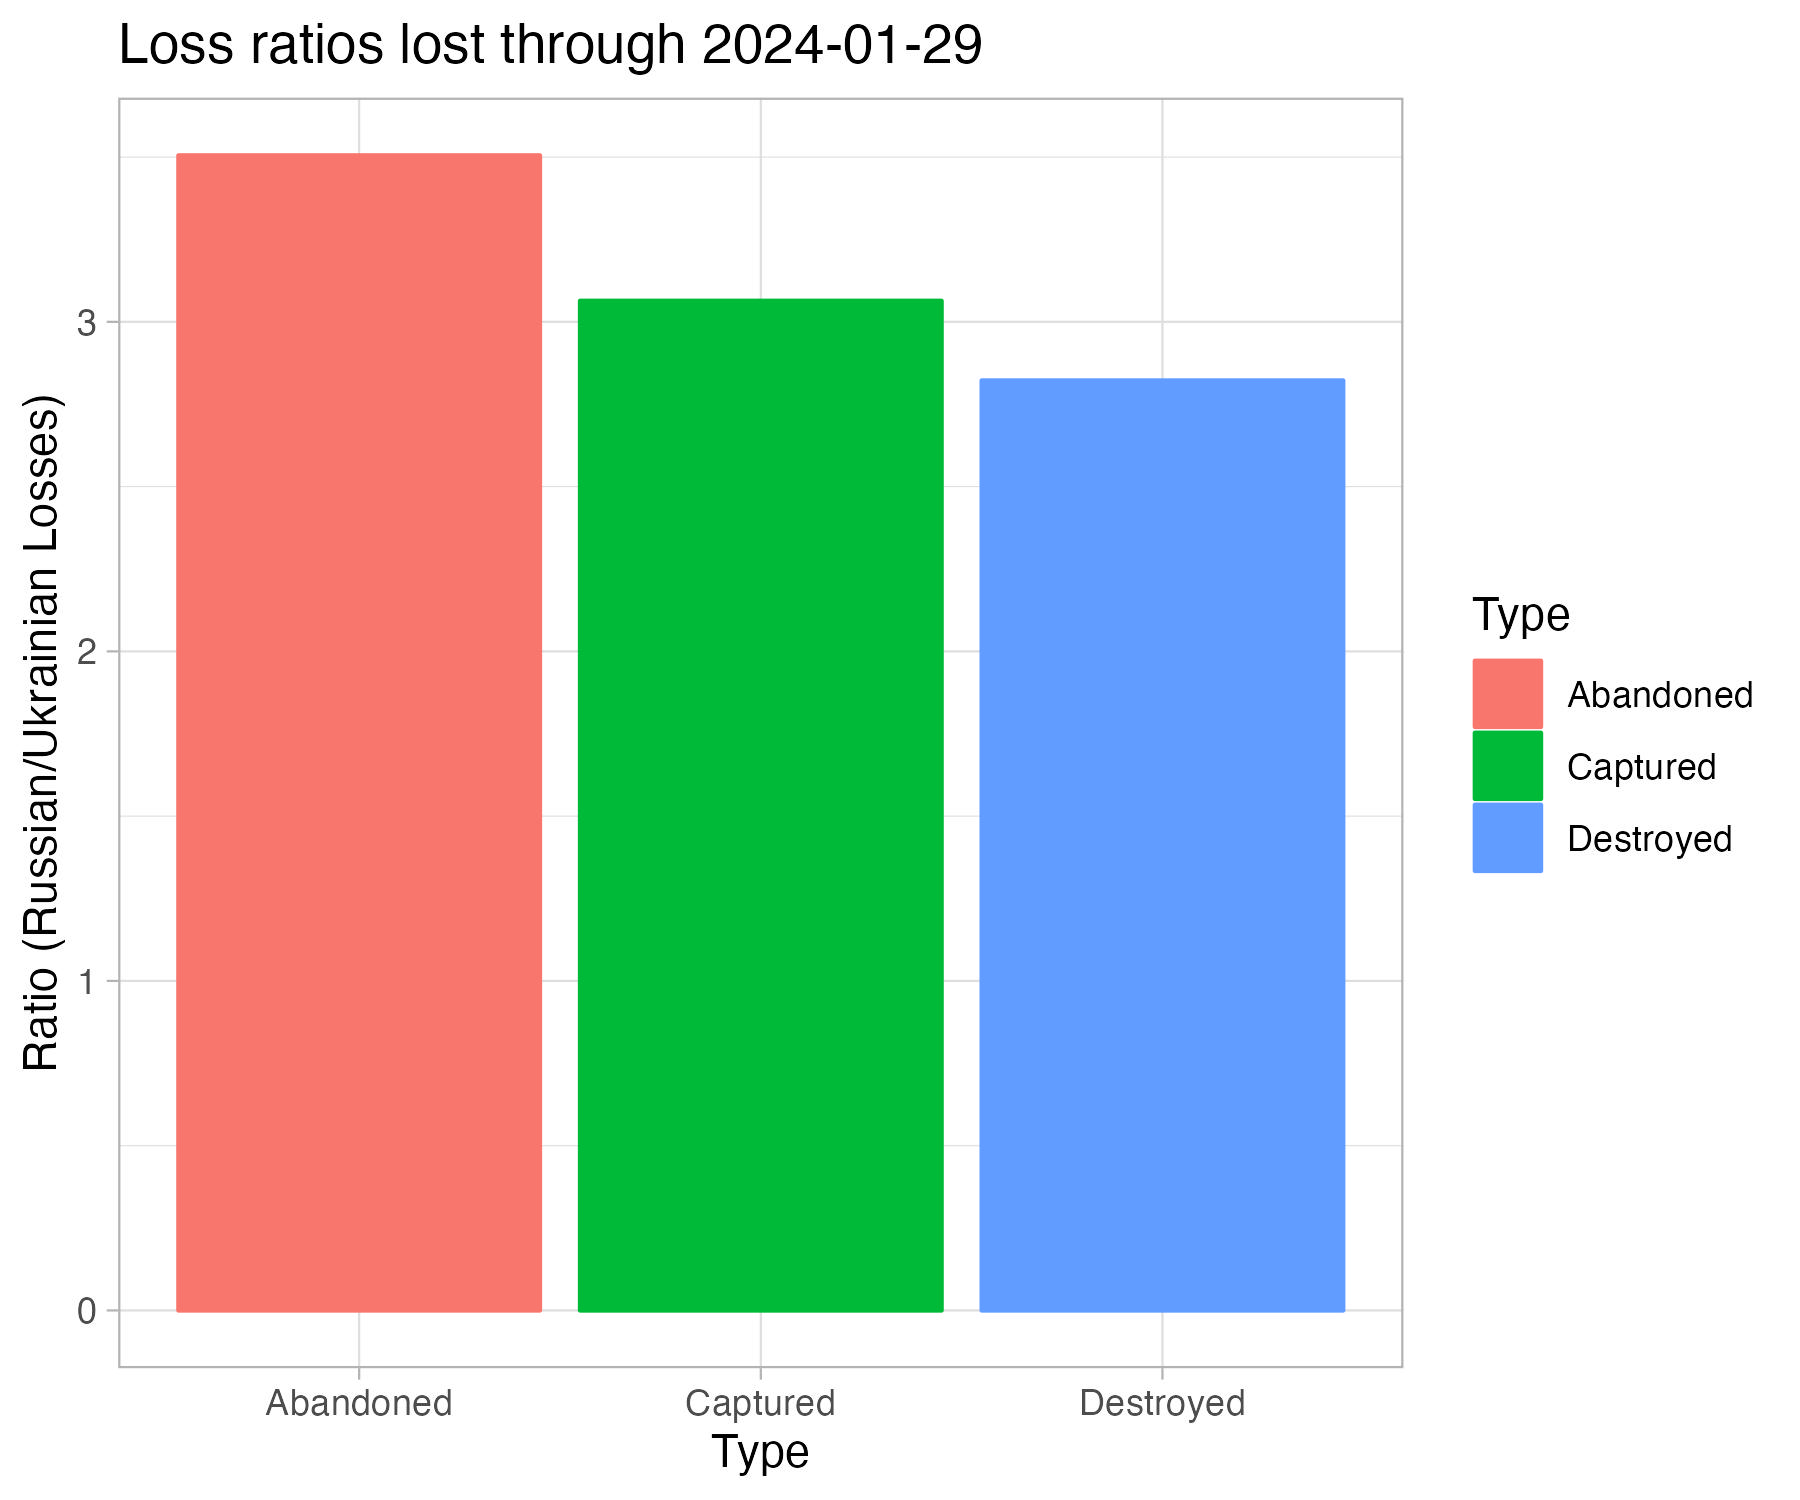 Loss ratios lost through 2024-01-29
Ratio (Russian/Ukrainian Losses)
3
2
1
0
Abandoned
Captured
Destroyed
Type
Type
Abandoned
Captured
Destroyed